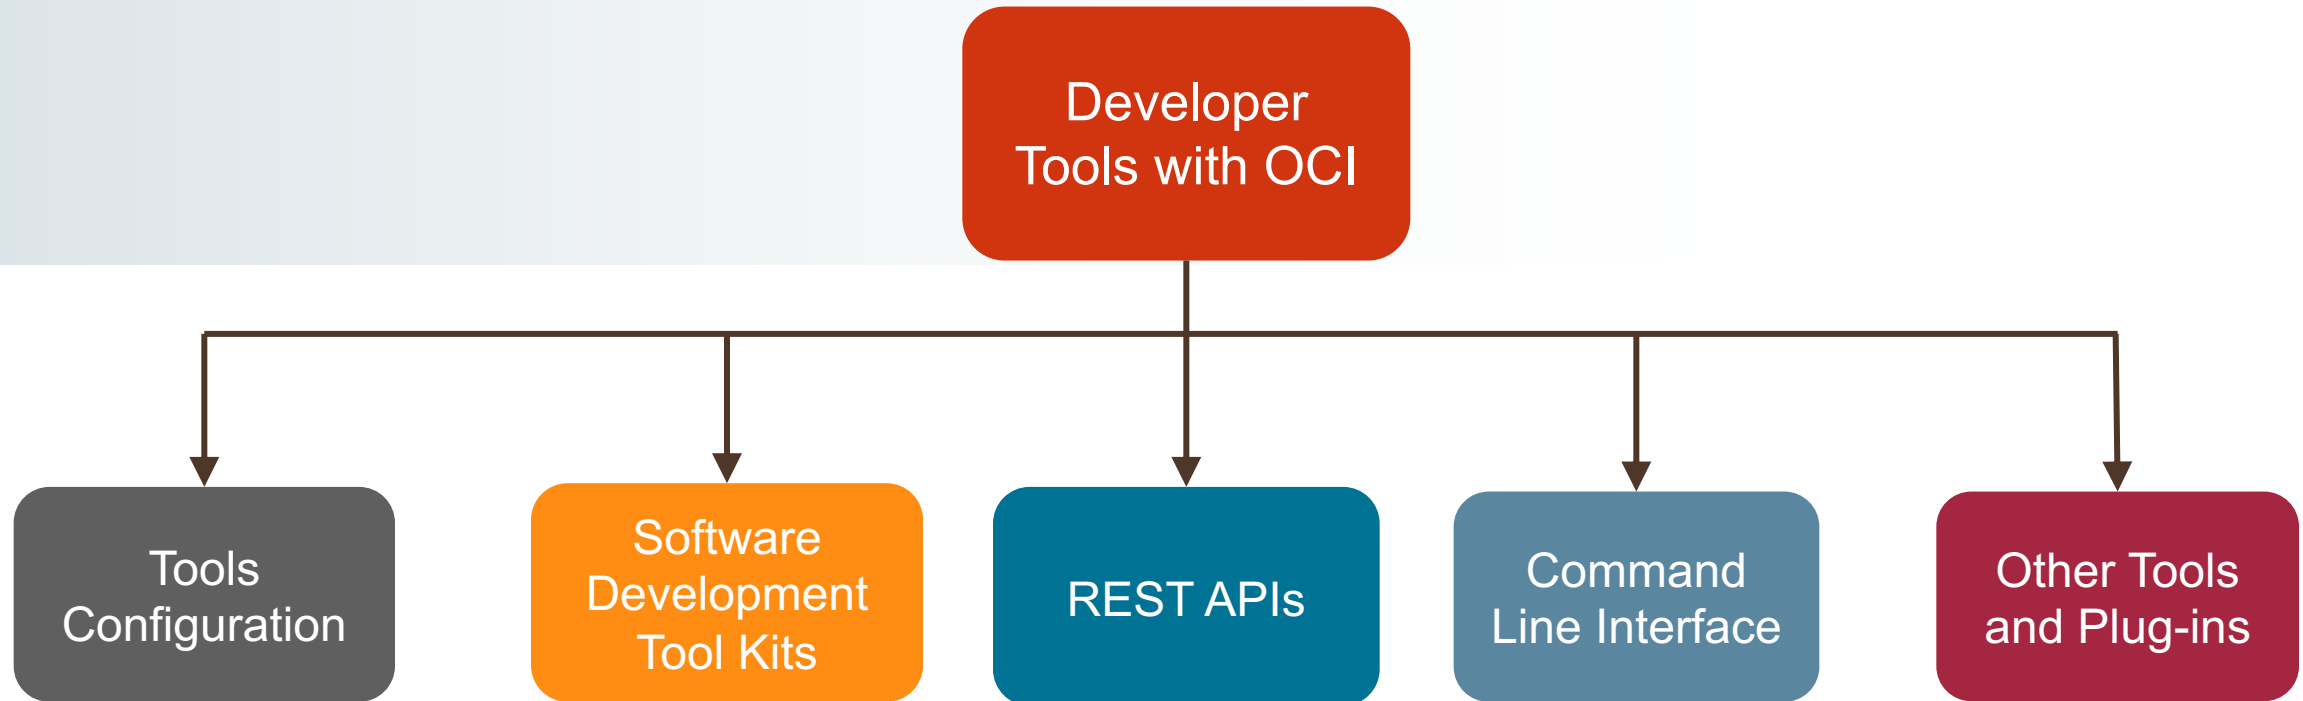 Developer
Tools with OCI
Tools
Configuration
Software
Development
Tool Kits
REST APIs
Command
Line Interface
Other Tools
and Plug-ins